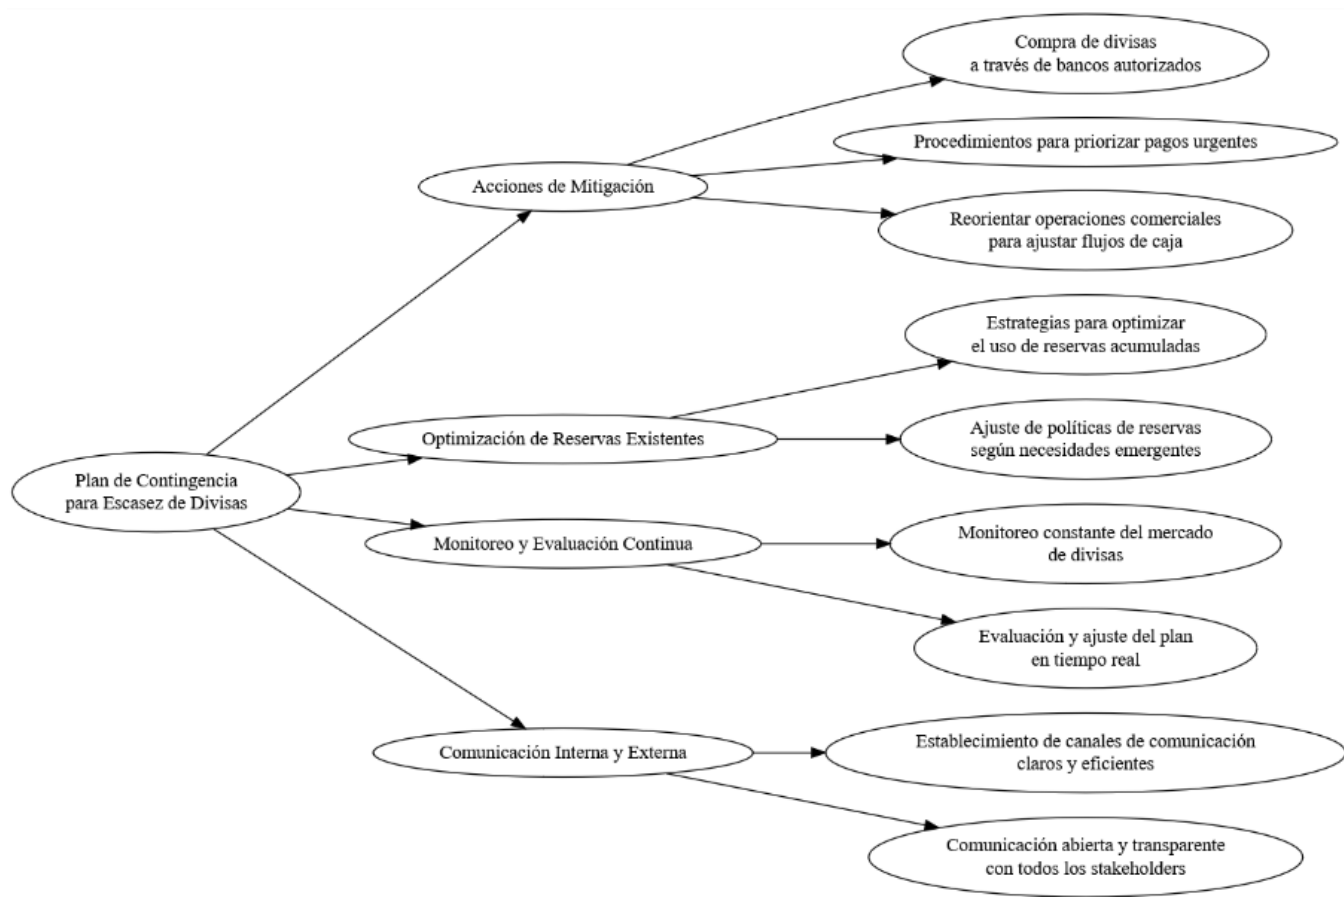 Plan de Contingencia
para Escasez de Divisas
Acciones de Mitigación
Compra de divisas
a través de bancos autorizados
Procedimientos para priorizar pagos urgentes
Reorientar operaciones comerciales
para ajustar flujos de caja
Optimización de Reservas Existentes
Estrategias para optimizar
el uso de reservas acumuladas
Ajuste de políticas de reservas
según necesidades emergentes
Monitoreo y Evaluación Continua
Monitoreo constante del mercado
de divisas
Evaluación y ajuste del plan
en tiempo real
Comunicación Interna y Externa
Establecimiento de canales de comunicación
claros y eficientes
Comunicación abierta y transparente
con todos los stakeholders